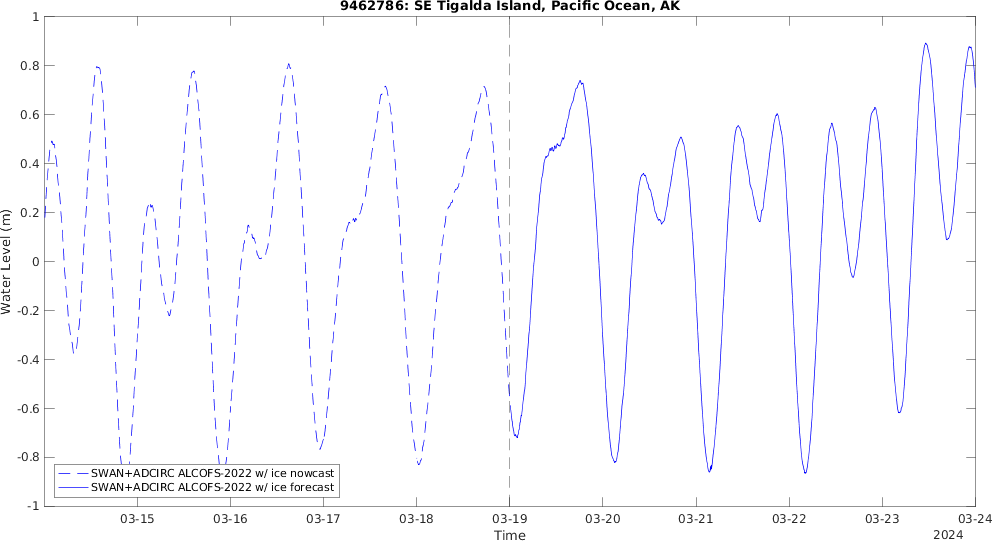 9462786: SE Tigalda Island, Pacific Ocean, AK
1
0.8
0.6
0.4
0.2
0
-0.2
-0.4
-0.6
-0.8
-1
Water Level (m)
SWAN+ADCIRC ALCOFS-2022 w/ ice nowcast
SWAN+ADCIRC ALCOFS-2022 w/ ice forecast
03-15 03-16 03-17 03-18 03-19 03-20 03-21 03-22 03-23 03-24
Time
2024